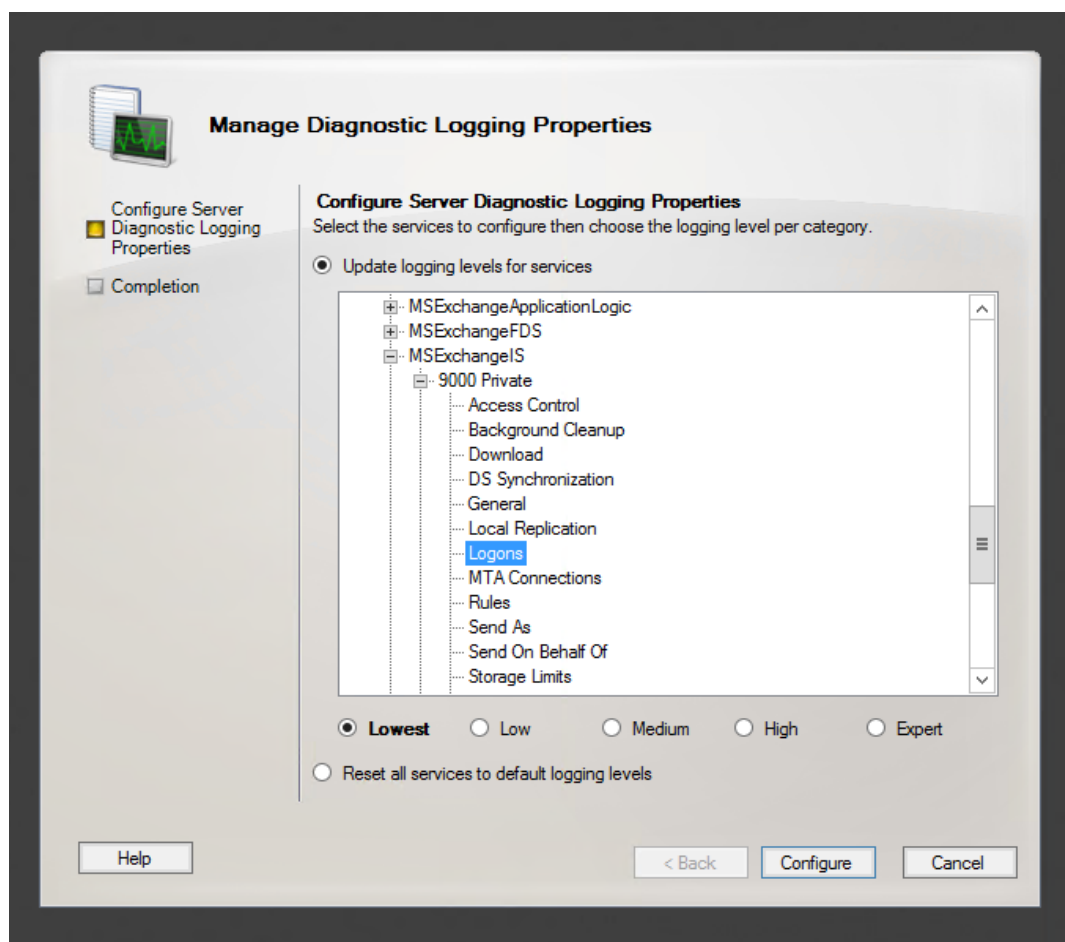 Manage Diagnostic Logging Properties
Configure Server
Diagnostic Logging
Properties
Completion
Configure Server Diagnostic Logging Properties
Select the services to configure then choose the logging level per category.
Update logging levels for services
MSExchangeApplicationLogic
MSExchangeFDS
MSExchangeIS
9000 Private
Access Control
Background Cleanup
Download
DS Synchronization
General
Local Replication
Logons
MTA Connections
Rules
Send As
Send On Behalf Of
Storage Limits
Lowest Low Medium High Expert
Reset all services to default logging levels
Help < Back Configure Cancel